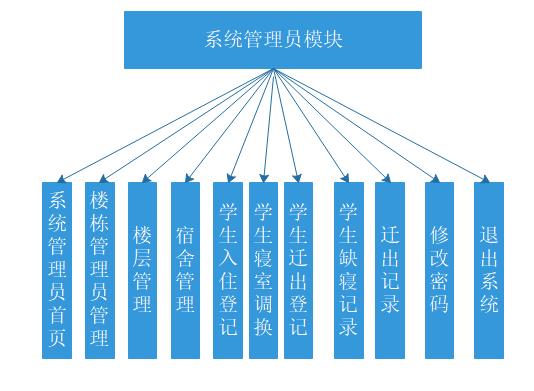 系统管理员模块
系统管理员首页
楼栋管理员管理
楼层管理
宿舍管理
学生入住登记
学生寝室调换
学生迁出登记
学生缺寝记录
迁出记录
修改密码
退出系统